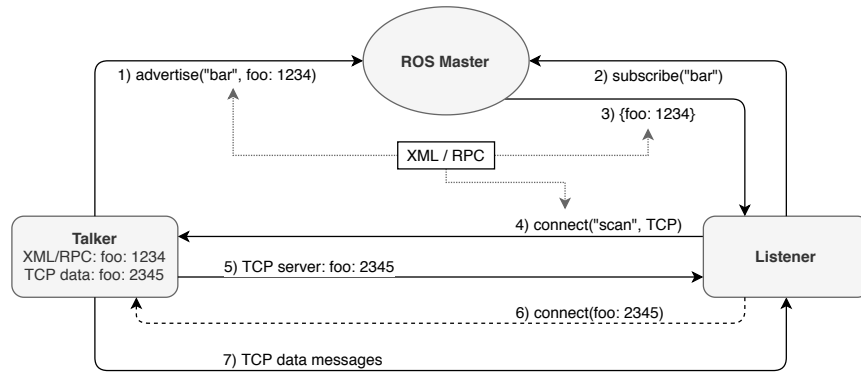 ROS Master
1) advertise("bar", foo: 1234)
2) subscribe("bar")
3) {foo: 1234}
XML / RPC
4) connect("scan", TCP)
Talker
XML/RPC: foo: 1234
TCP data: foo: 2345
Listener
5) TCP server: foo: 2345
6) connect(foo: 2345)
7) TCP data messages